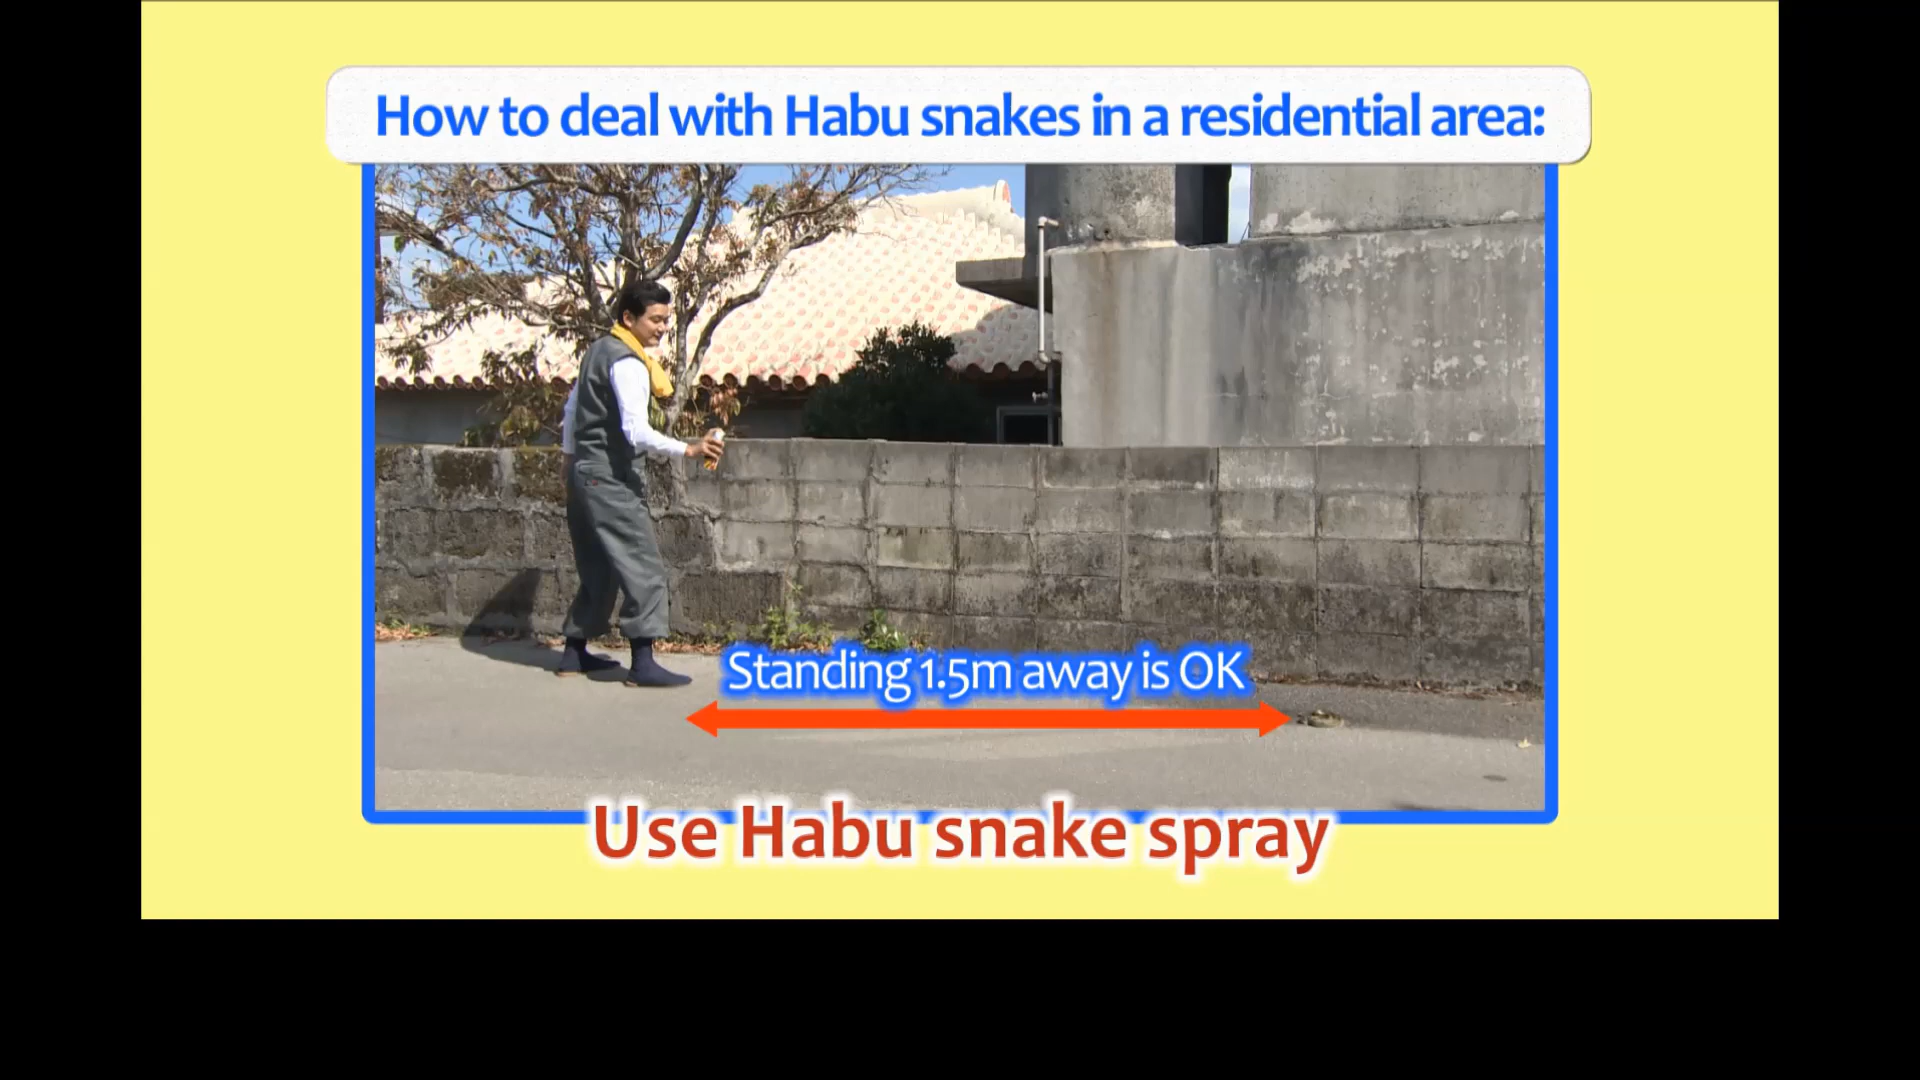 How to deal with Habu snakes in a residential area:
Standing 1.5m away is OK
Use Habu snake spray